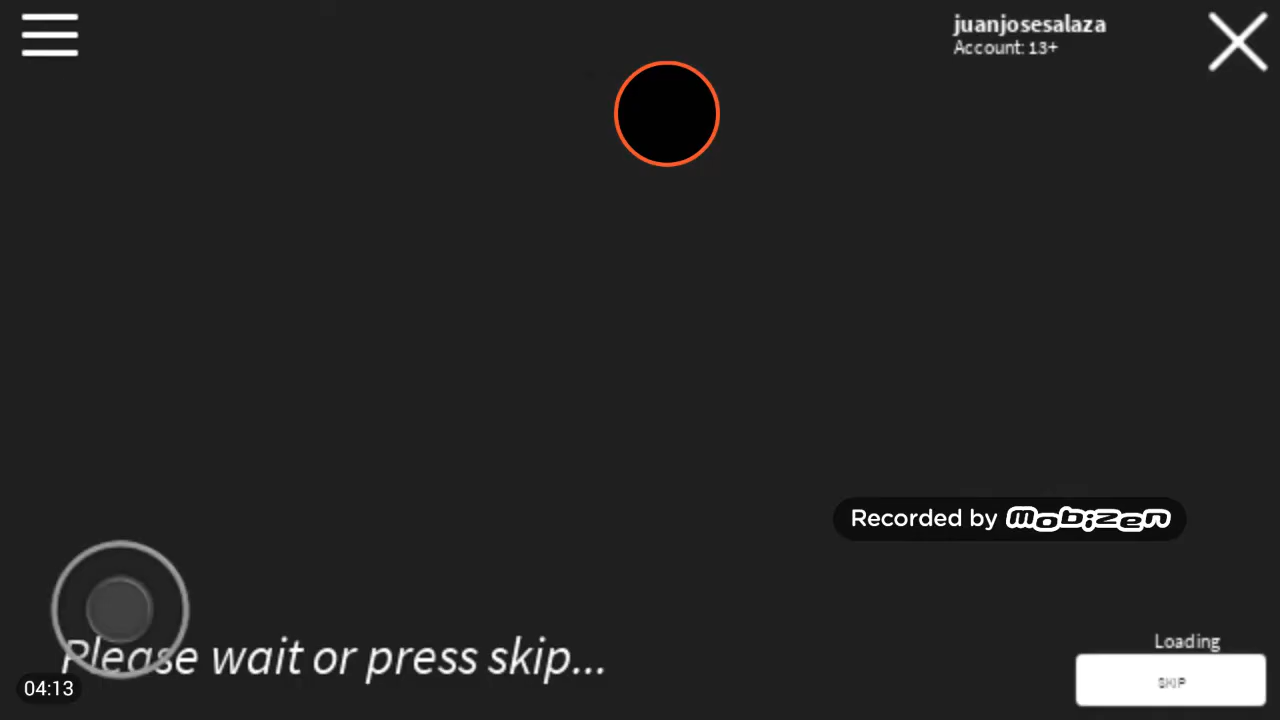 juanjosesalaza
Account: 13+
Recorded by mobizen
Loading
Please wait or press skip...
SKIP
04:13